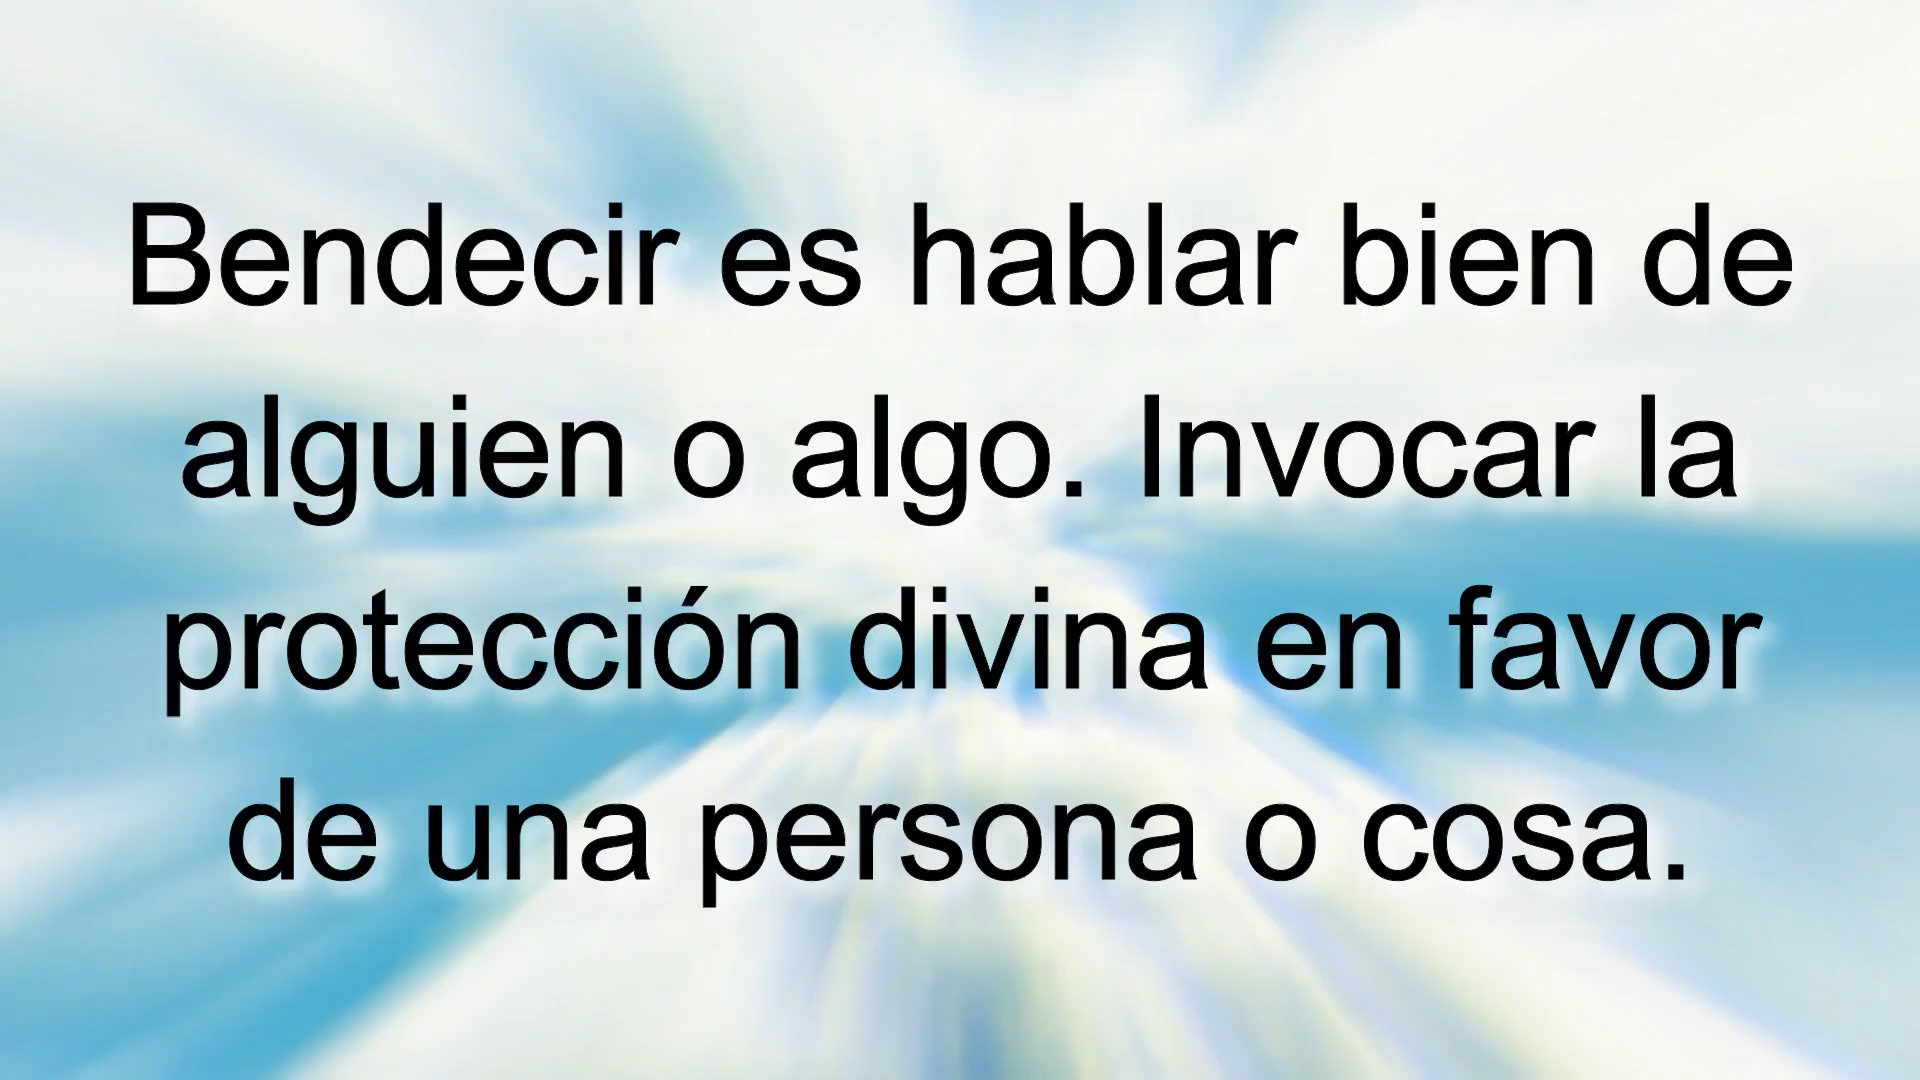 Bendecir es hablar bien de
alguien o algo. Invocar la
protección divina en favor
de una persona o cosa.